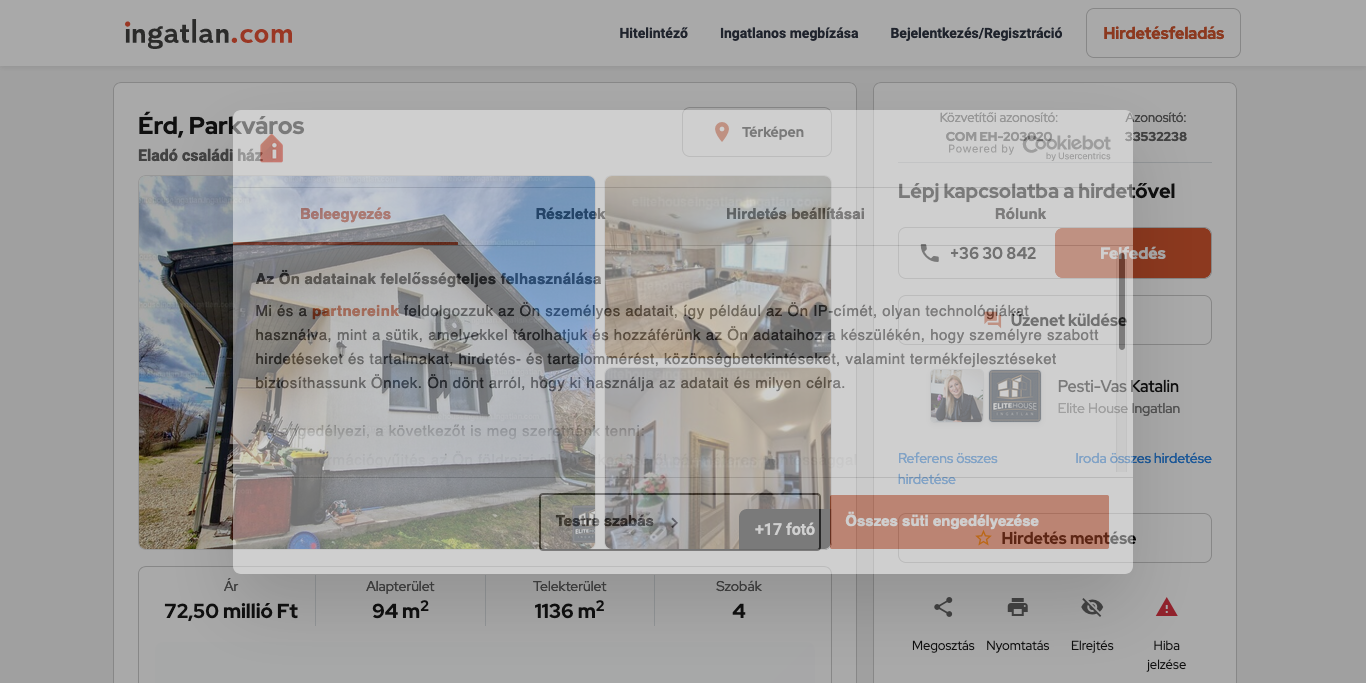 ingatlan.com
Hitelintéző
Ingatlanos megbízása
Bejelentkezés/Regisztráció
Hirdetésfeladás
Érd, Parkváros
Eladó családi ház
Térképen
Közvetítői azonosító:
COM EH-203020
Azonosító:
33532238
Powered by Cookiebot
by Usercentrics
Lépj kapcsolatba a hirdetővel
Beleegyezés
Részletek
Hirdetés beállításai
Rólunk
+36 30 842
Felfedés
Az Ön adatainak felelősségteljes felhasználása
Mi és a partnereink feldolgozzuk az Ön személyes adatait, így például az Ön IP-címét, olyan technológiákat
használva, mint a sütik, amelyekkel tárolhatjuk és hozzáférünk az Ön adataihoz a készülékén, hogy személyre szabott
hirdetéseket és tartalmakat, hirdetés- és tartalommérést, közönségbetekintéseket, valamint termékfejlesztéseket
biztosíthassunk Önnek. Ön dönt arról, hogy ki használja az adatait és milyen célra.
Üzenet küldése
ELITEHOUSE
INGATLAN
Pesti-Vas Katalin
Elite House Ingatlan
engedélyezi, a következőt is meg szeretnénk tenni:
Referens összes
hirdetése
Iroda összes hirdetése
Testre szabás
+17 fotó
Összes süti engedélyezése
Hirdetés mentése
Ár
72,50 millió Ft
Alapterület
94 m²
Telekterület
1136 m²
Szobák
4
Megosztás
Nyomtatás
Elrejtés
Hiba
jelzése